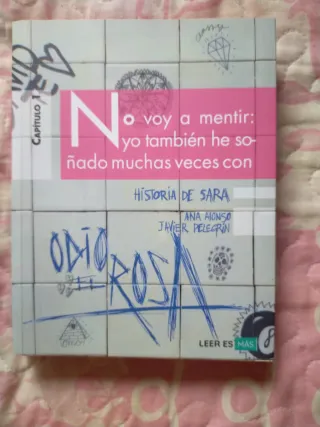 CAPÍTULO 1
No voy a mentir:
yo también he so-
ñado muchas veces con
HISTORIA DE SARA
ANA ALONSO
JAVIER PELEGRÍN
ODIO
EL
ROSA
LEER ES MÁS